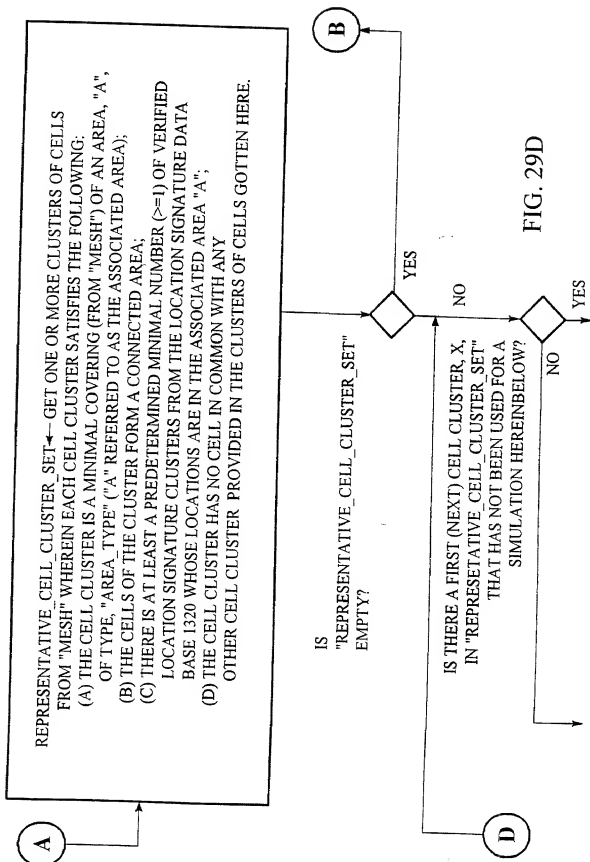 A
REPRESENTATIVE_CELL_CLUSTER_SET← GET ONE OR MORE CLUSTERS OF CELLS
FROM "MESH" WHEREIN EACH CELL CLUSTER SATISFIES THE FOLLOWING:
(A) THE CELL CLUSTER IS A MINIMAL COVERING (FROM "MESH") OF AN AREA, "A",
OF TYPE, "AREA_TYPE" ("A" REFERRED TO AS THE ASSOCIATED AREA);
(B) THE CELLS OF THE CLUSTER FORM A CONNECTED AREA;
(C) THERE IS AT LEAST A PREDETERMINED MINIMAL NUMBER (>=1) OF VERIFIED
LOCATION SIGNATURE CLUSTERS FROM THE LOCATION SIGNATURE DATA
BASE 1320 WHOSE LOCATIONS ARE IN THE ASSOCIATED AREA "A";
(D) THE CELL CLUSTER HAS NO CELL IN COMMON WITH ANY
OTHER CELL CLUSTER PROVIDED IN THE CLUSTERS OF CELLS GOTTEN HERE.
IS
"REPRESENTATIVE_CELL_CLUSTER_SET"
EMPTY?
YES
B
NO
D
IS THERE A FIRST (NEXT) CELL CLUSTER, X,
IN "REPRESETATIVE_CELL_CLUSTER_SET"
THAT HAS NOT BEEN USED FOR A
SIMULATION HEREINBELOW?
NO
YES
FIG. 29D